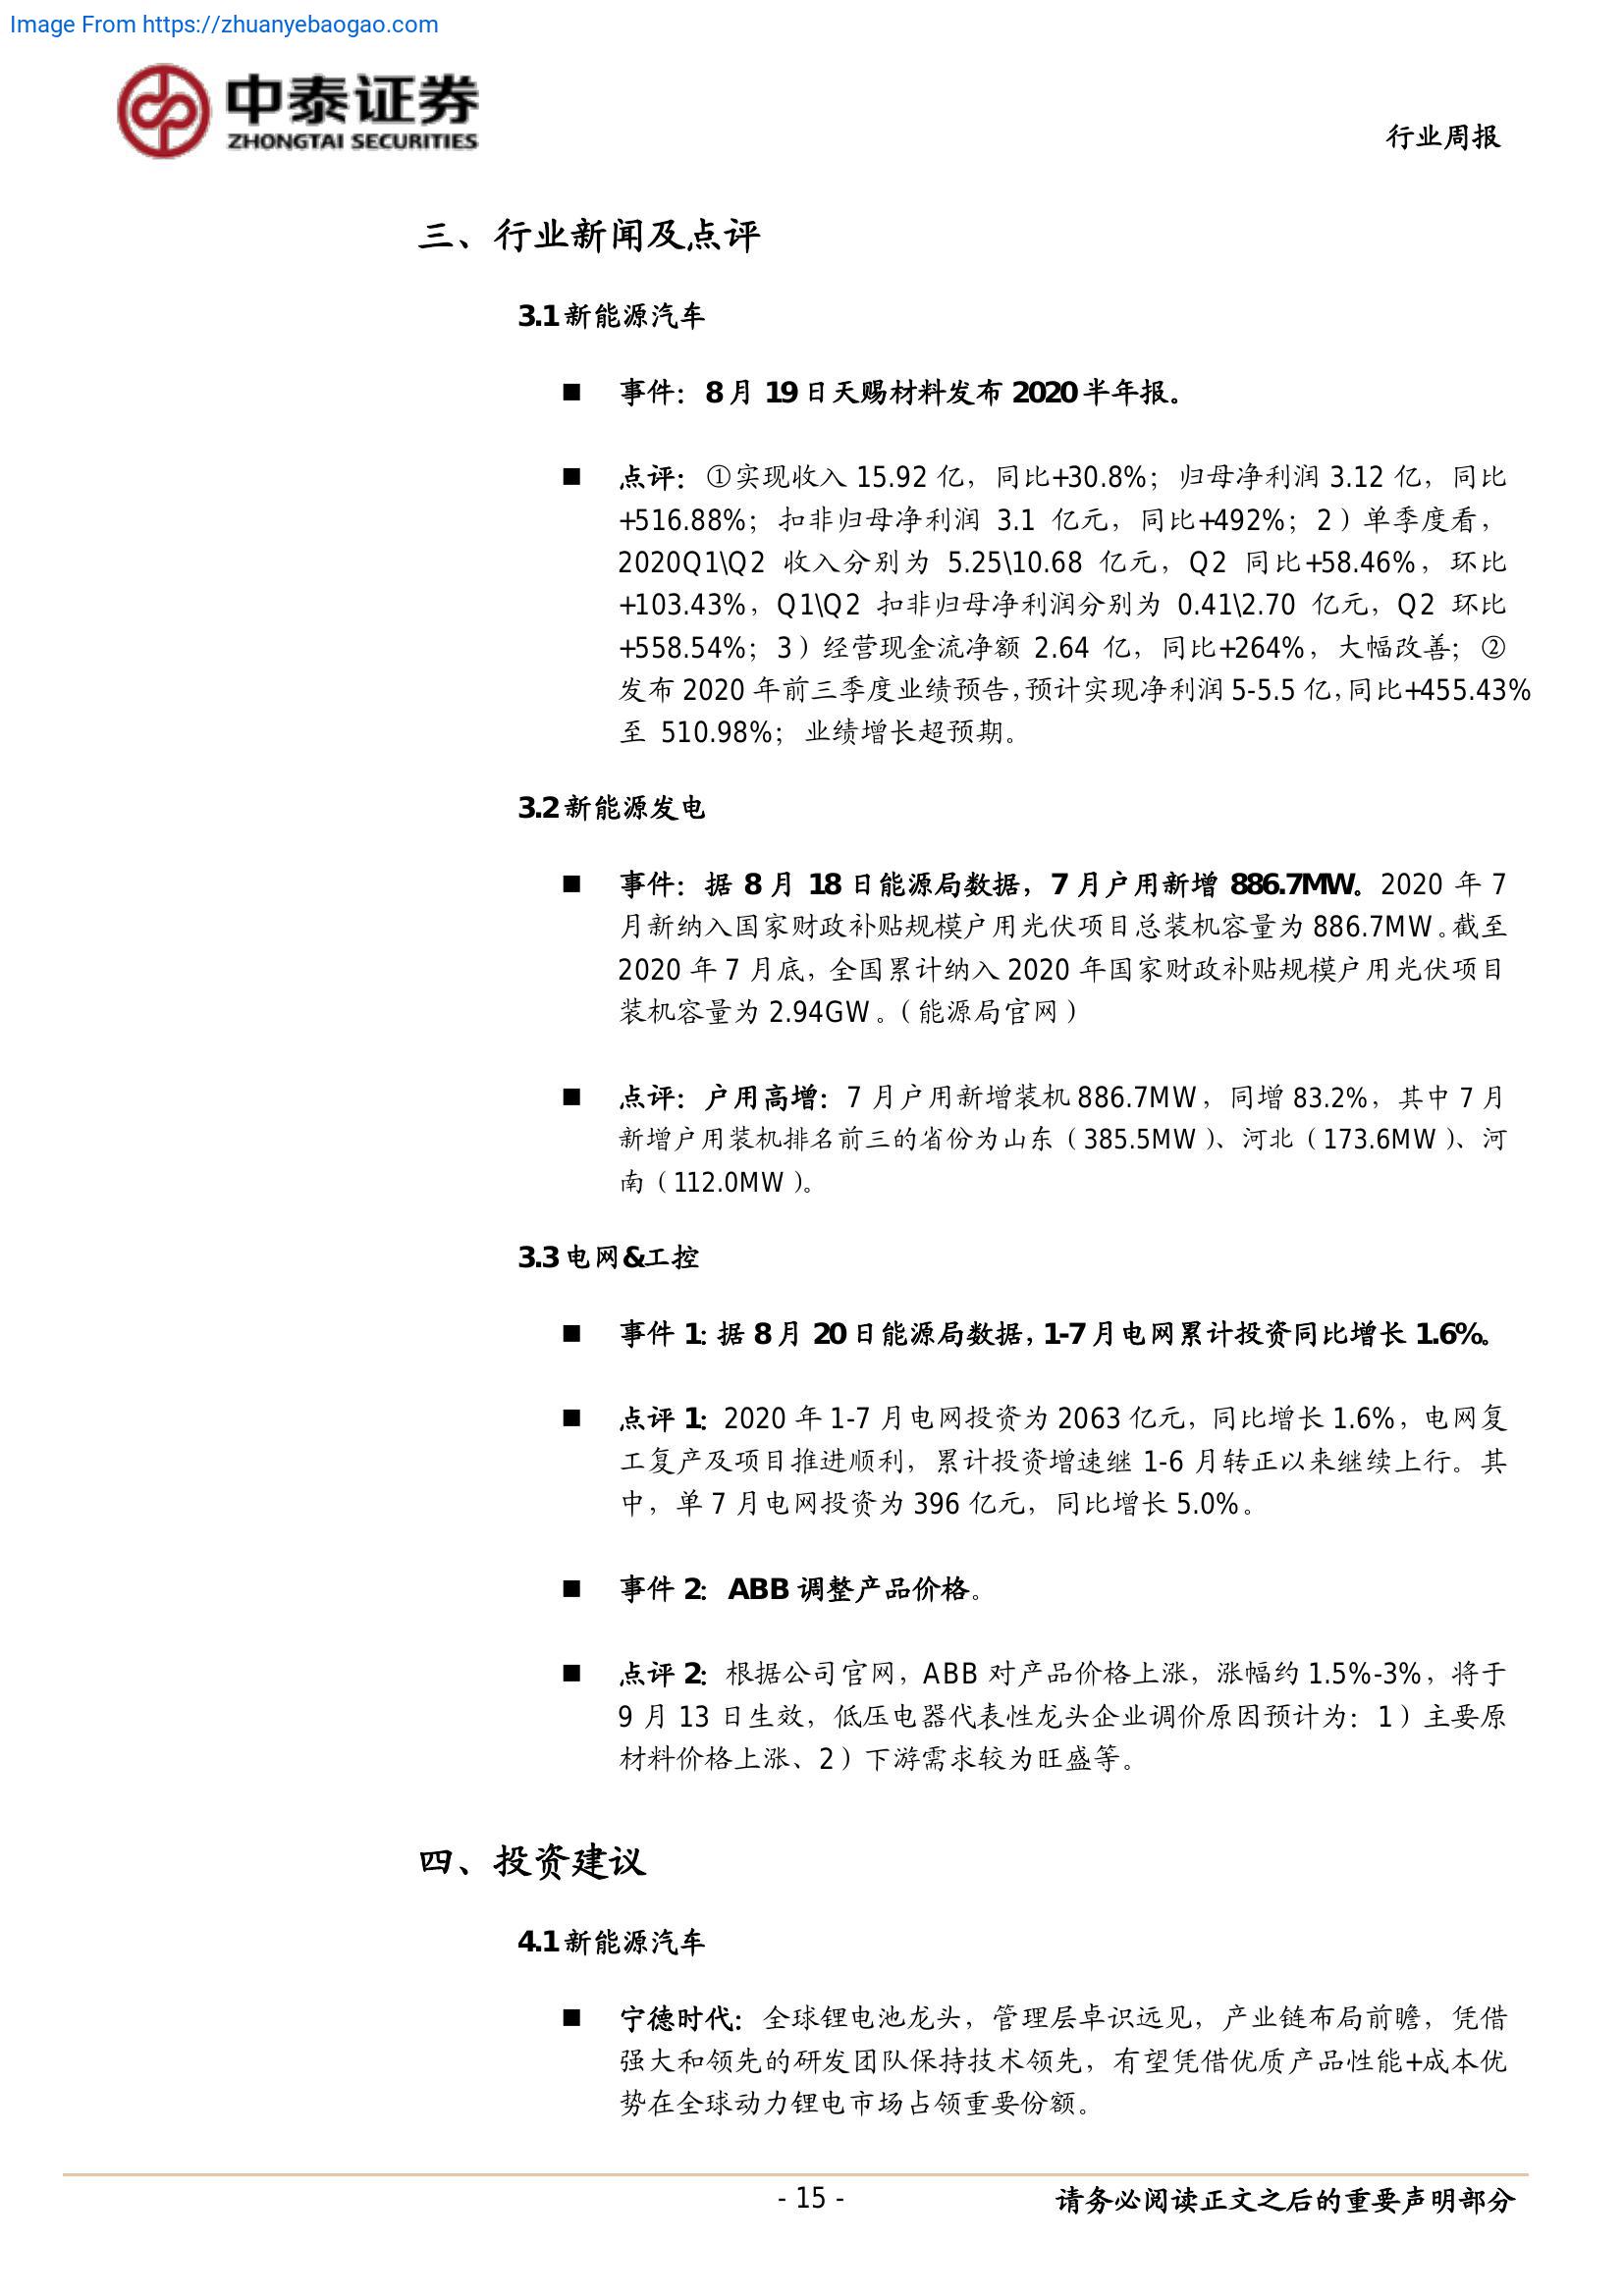 Image From https://zhuanyebaogao.com
中泰证券
ZHONGTAI SECURITIES
行业周报
三、行业新闻及点评
3.1 新能源汽车
■ 事件：8 月 19 日天赐材料发布 2020 半年报。
■ 点评：①实现收入 15.92 亿，同比+30.8%；归母净利润 3.12 亿，同比
+516.88%；扣非归母净利润 3.1 亿元，同比+492%；2）单季度看，
2020Q1\Q2 收入分别为 5.25\10.68 亿元，Q2 同比+58.46%，环比
+103.43%，Q1\Q2 扣非归母净利润分别为 0.41\2.70 亿元，Q2 环比
+558.54%；3）经营现金流净额 2.64 亿，同比+264%，大幅改善；②
发布 2020 年前三季度业绩预告，预计实现净利润 5-5.5 亿，同比+455.43%
至 510.98%；业绩增长超预期。
3.2 新能源发电
■ 事件：据 8 月 18 日能源局数据，7 月户用新增 886.7MW。2020 年 7
月新纳入国家财政补贴规模户用光伏项目总装机容量为 886.7MW。截至
2020 年 7 月底，全国累计纳入 2020 年国家财政补贴规模户用光伏项目
装机容量为 2.94GW。（能源局官网）
■ 点评：户用高增：7 月户用新增装机 886.7MW，同增 83.2%，其中 7 月
新增户用装机排名前三的省份为山东（385.5MW）、河北（173.6MW）、河
南（112.0MW）。
3.3 电网&工控
■ 事件 1：据 8 月 20 日能源局数据，1-7 月电网累计投资同比增长 1.6%。
■ 点评 1：2020 年 1-7 月电网投资为 2063 亿元，同比增长 1.6%，电网复
工复产及项目推进顺利，累计投资增速继 1-6 月转正以来继续上行。其
中，单 7 月电网投资为 396 亿元，同比增长 5.0%。
■ 事件 2：ABB 调整产品价格。
■ 点评 2：根据公司官网，ABB 对产品价格上涨，涨幅约 1.5%-3%，将于
9 月 13 日生效，低压电器代表性龙头企业调价原因预计为：1）主要原
材料价格上涨、2）下游需求较为旺盛等。
四、投资建议
4.1 新能源汽车
■ 宁德时代：全球锂电池龙头，管理层卓识远见，产业链布局前瞻，凭借
强大和领先的研发团队保持技术领先，有望凭借优质产品性能+成本优
势在全球动力锂电市场占领重要份额。
- 15 -
请务必阅读正文之后的重要声明部分